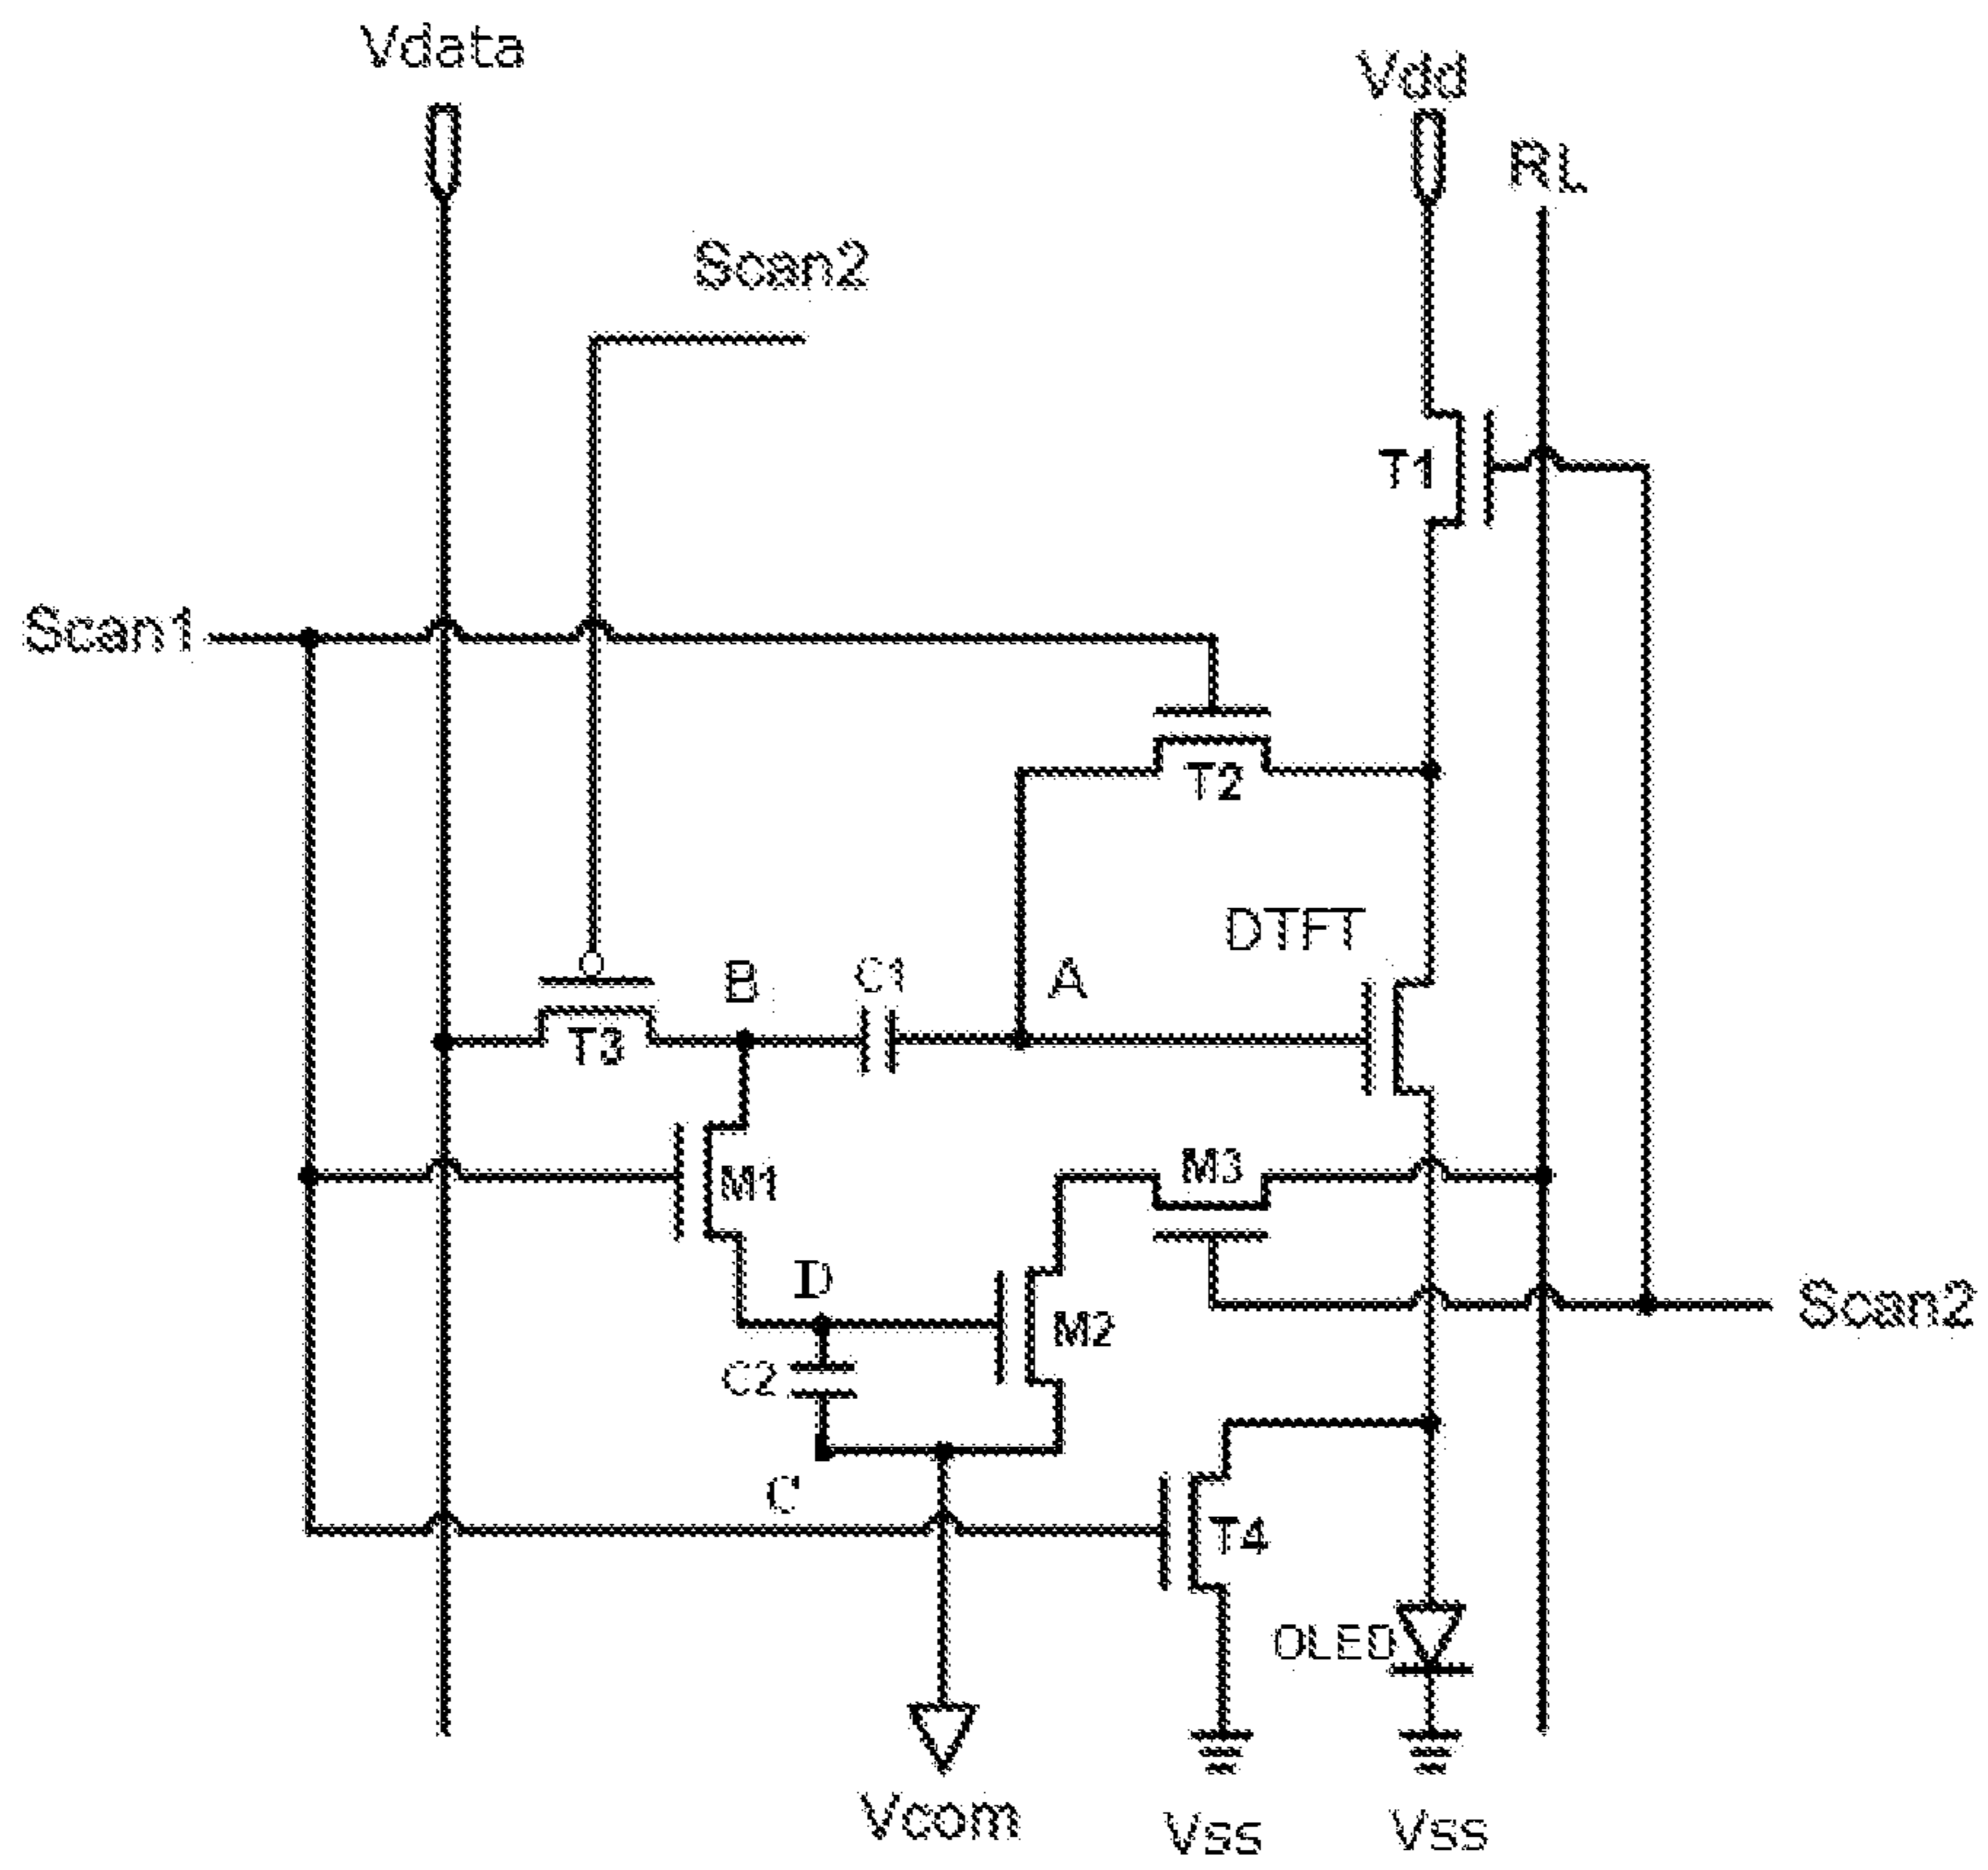 Vdata
Vdd
RL
Scan2
T1
Scan1
T2
DTFT
B
C1
A
T3
M3
M1
D
M2
Scan2
C2
C
T4
OLED
Vcom
Vss
Vss